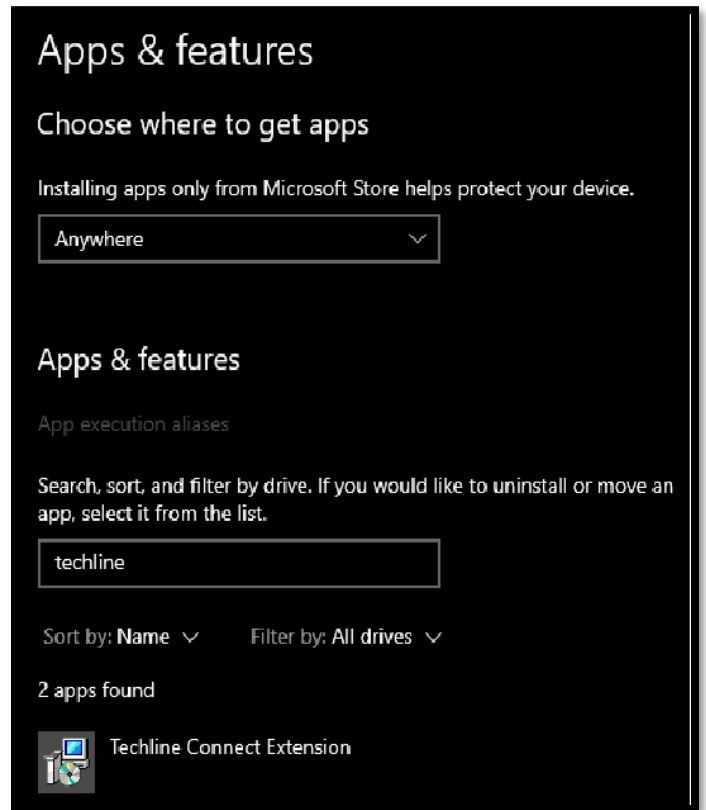 Apps & features
Choose where to get apps
Installing apps only from Microsoft Store helps protect your device.
Anywhere
Apps & features
App execution aliases
Search, sort, and filter by drive. If you would like to uninstall or move an
app, select it from the list.
techline
Sort by: Name Filter by: All drives
2 apps found
Techline Connect Extension